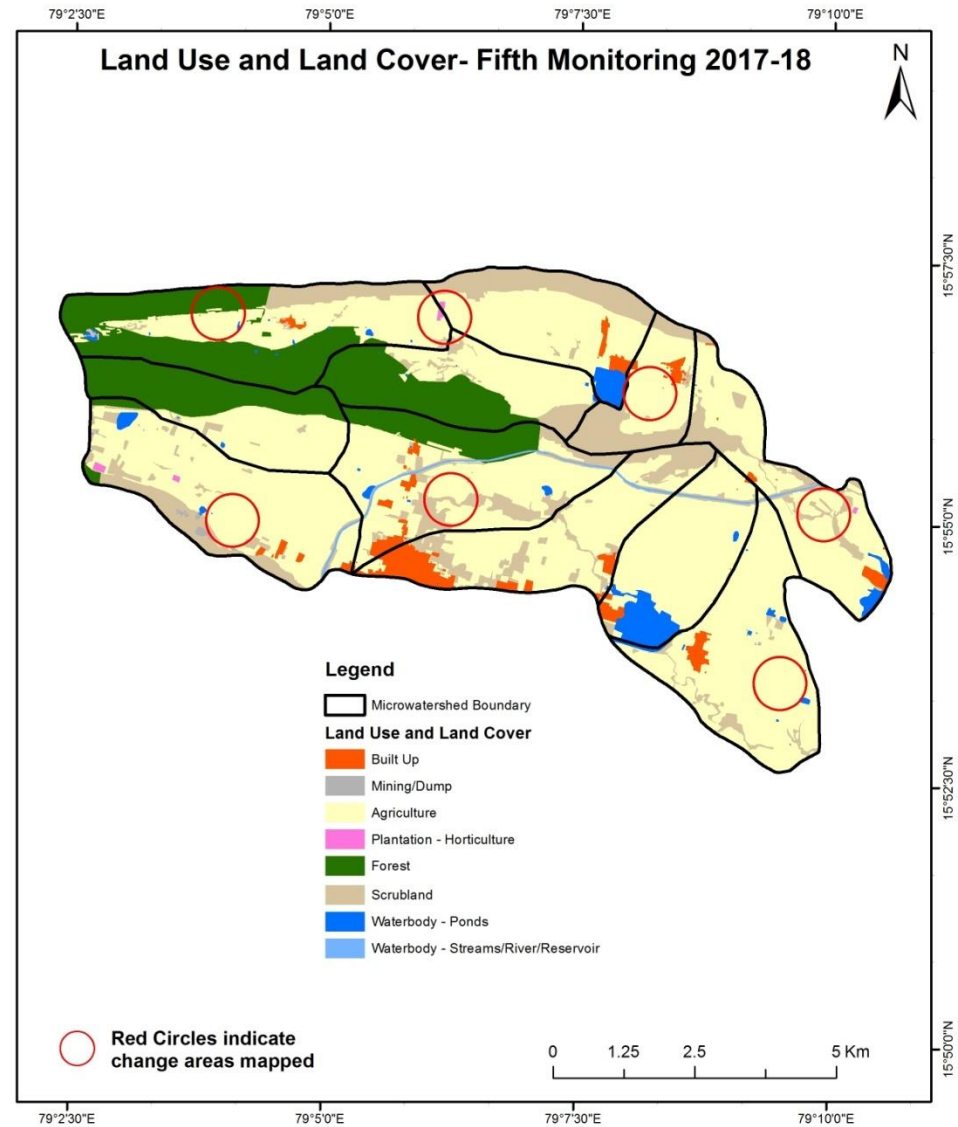 79°2'30"E 79°5'0"E 79°7'30"E 79°10'0"E
Land Use and Land Cover- Fifth Monitoring 2017-18
N
15°57'30"N
15°55'0"N
15°52'30"N
15°50'0"N
Legend
Microwatershed Boundary
Land Use and Land Cover
Built Up
Mining/Dump
Agriculture
Plantation - Horticulture
Forest
Scrubland
Waterbody - Ponds
Waterbody - Streams/River/Reservoir
Red Circles indicate
change areas mapped
0 1.25 2.5 5 Km
79°2'30"E 79°5'0"E 79°7'30"E 79°10'0"E